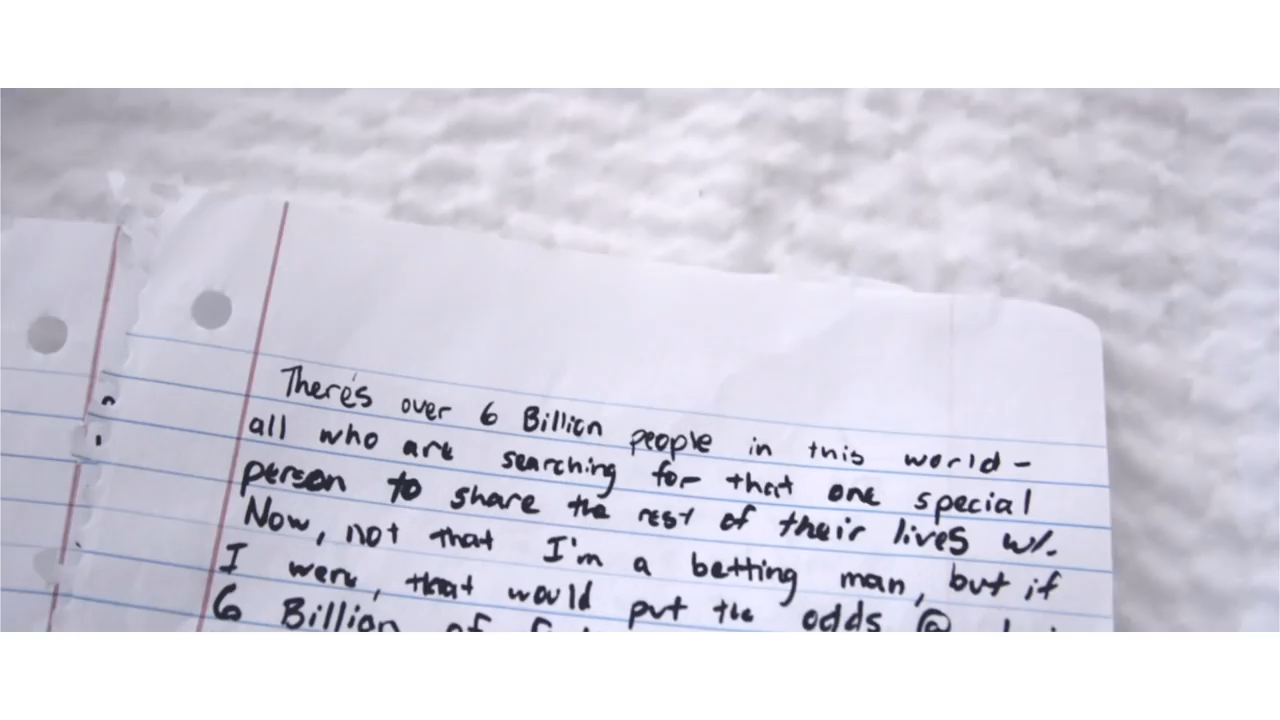 There's over 6 Billion people in this world -
all who are searching for that one special
person to share the rest of their lives w/.
Now, not that I'm a betting man, but if
I were, that would put the odds @
6 Billion of